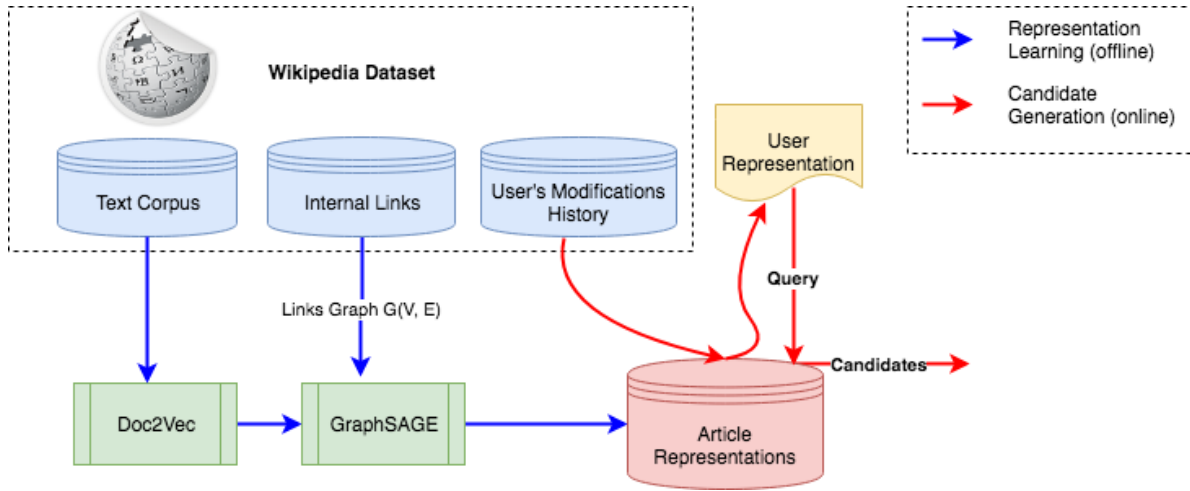 Wikipedia Dataset
Text Corpus
Internal Links
User's Modifications
History
User
Representation
Representation
Learning (offline)
Candidate
Generation (online)
Links Graph G(V, E)
Query
Candidates
Doc2Vec
GraphSAGE
Article
Representations